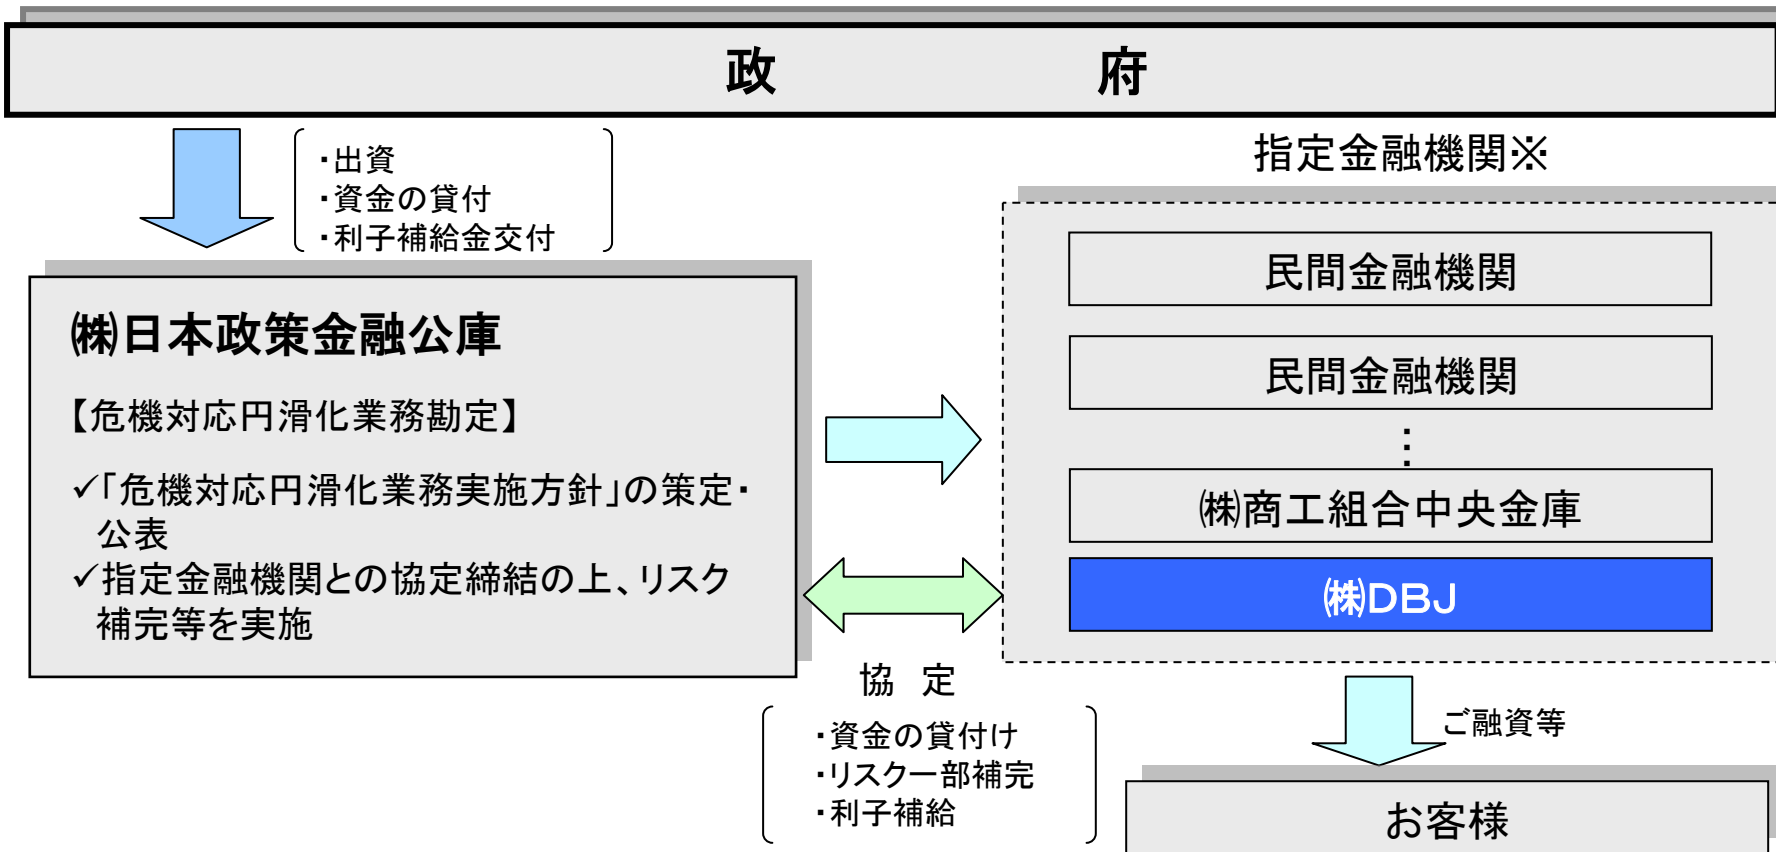 政　府
・出資
・資金の貸付
・利子補給金交付
指定金融機関※
民間金融機関
民間金融機関
：
㈱商工組合中央金庫
㈱DBJ
㈱日本政策金融公庫
【危機対応円滑化業務勘定】
✓「危機対応円滑化業務実施方針」の策定・
公表
✓指定金融機関との協定締結の上、リスク
補完等を実施
協 定
・資金の貸付け
・リスク一部補完
・利子補給
ご融資等
お客様